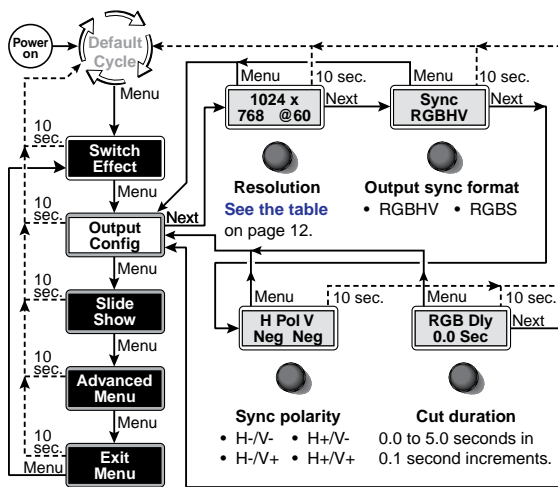 Power
on
Default
Cycle
Menu
10
sec.
Switch
Effect
Menu
10
sec.
Output
Config
Next
Menu
10
sec.
Slide
Show
Menu
10
sec.
Advanced
Menu
Menu
10
sec.
Menu
Exit
Menu
Menu
10 sec.
1024 x
768 @60
Next
Resolution
See the table
on page 12.
Menu
10 sec.
Sync
RGBHV
Next
Output sync format
• RGBHV • RGBS
Menu
10 sec.
H Pol V
Neg Neg
Sync polarity
• H-/V- • H+/V-
• H-/V+ • H+/V+
Menu
10 sec.
RGB Dly
0.0 Sec
Next
Cut duration
0.0 to 5.0 seconds in
0.1 second increments.